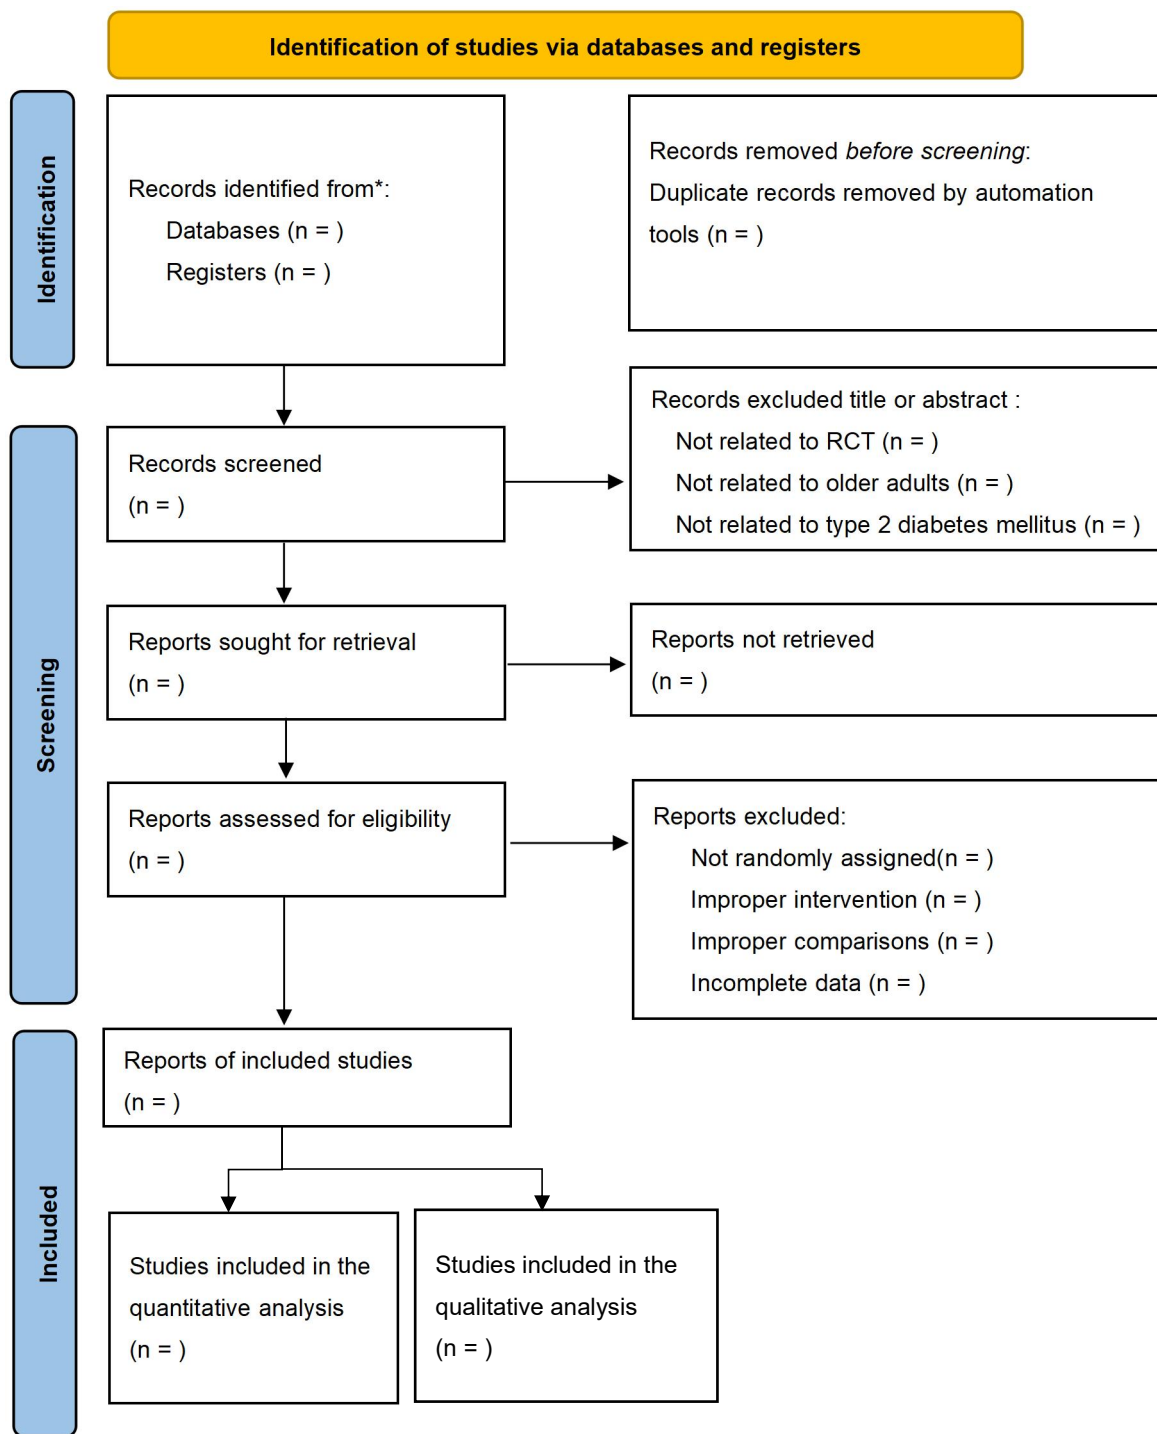 Identification of studies via databases and registers
Identification
Records identified from*:
Databases (n = )
Registers (n = )
Records removed before screening:
Duplicate records removed by automation
tools (n = )
Screening
Records screened
(n = )
Records excluded title or abstract :
Not related to RCT (n = )
Not related to older adults (n = )
Not related to type 2 diabetes mellitus (n = )
Reports sought for retrieval
(n = )
Reports not retrieved
(n = )
Reports assessed for eligibility
(n = )
Reports excluded:
Not randomly assigned(n = )
Improper intervention (n = )
Improper comparisons (n = )
Incomplete data (n = )
Included
Reports of included studies
(n = )
Studies included in the
quantitative analysis
(n = )
Studies included in the
qualitative analysis
(n = )